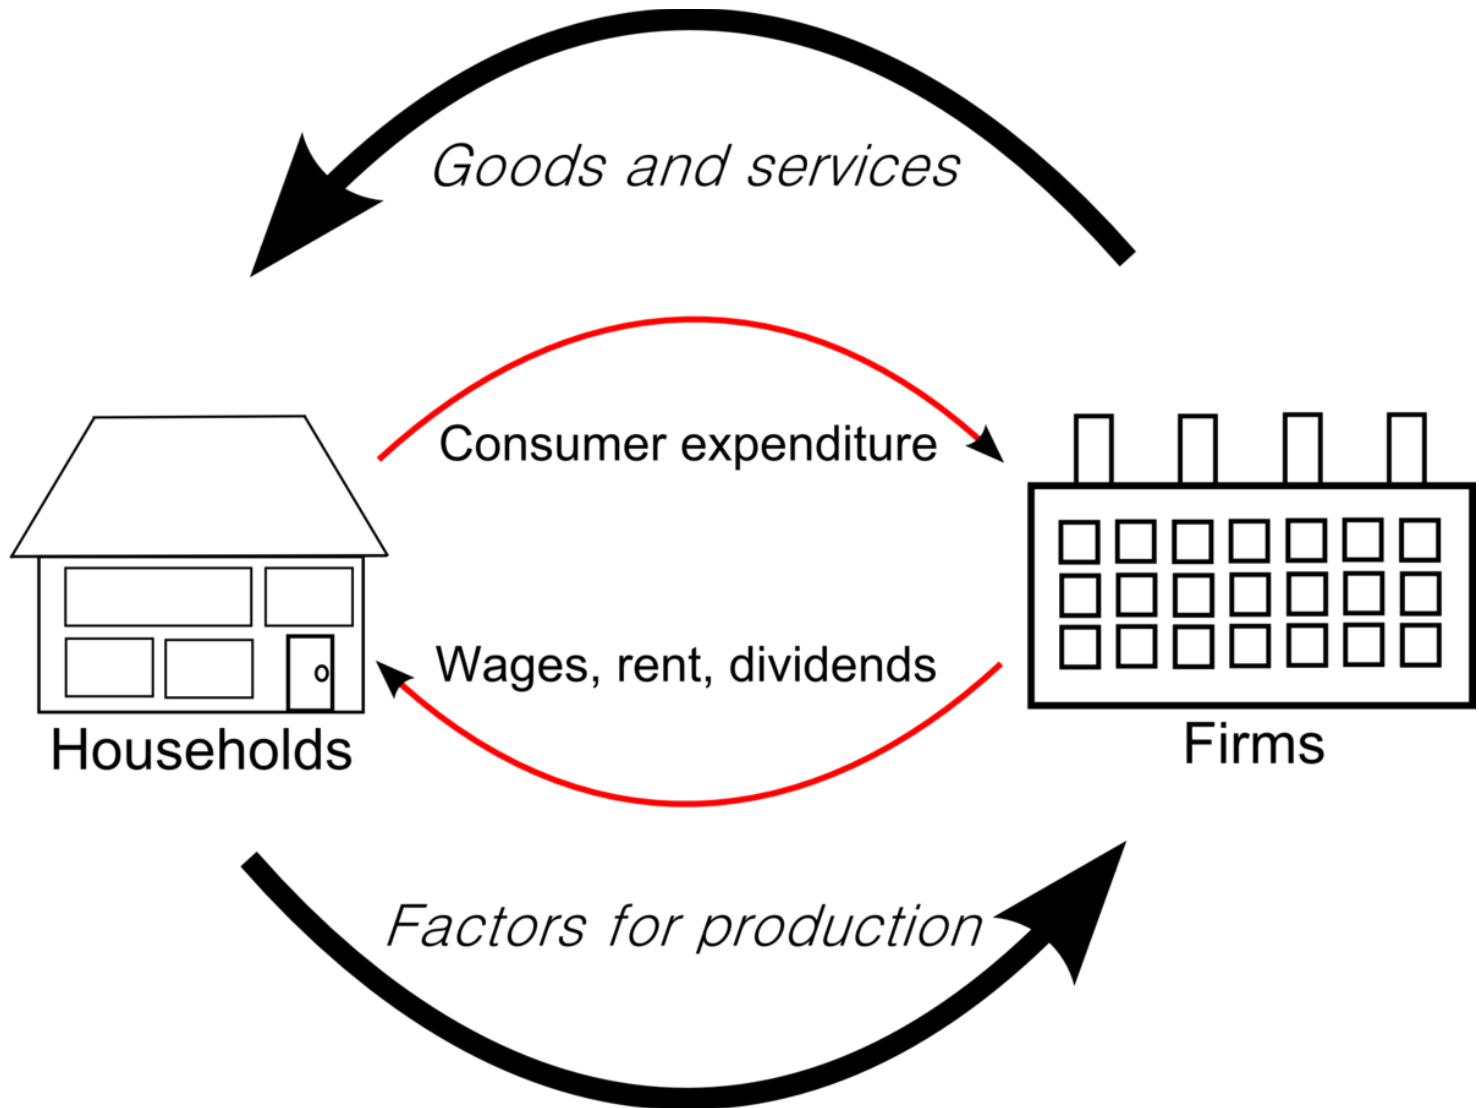 Goods and services
Consumer expenditure
Wages, rent, dividends
Households
Firms
Factors for production